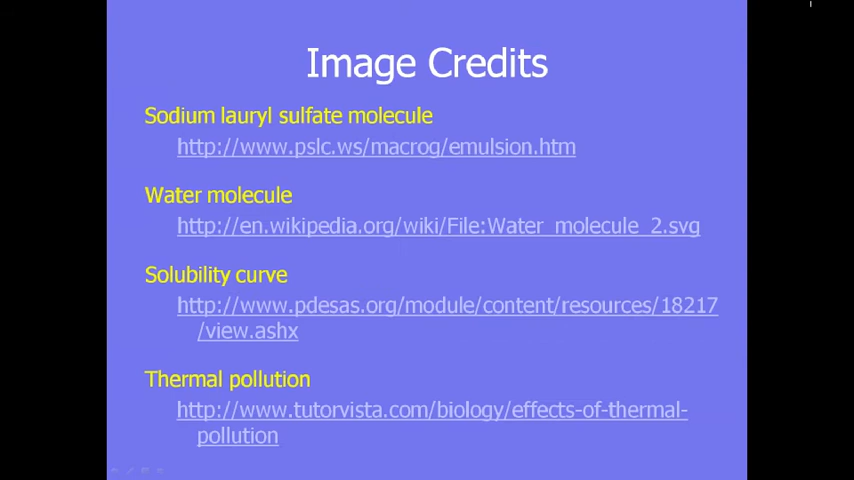 Image Credits
Sodium lauryl sulfate molecule
http://www.pslc.ws/macrog/emulsion.htm
Water molecule
http://en.wikipedia.org/wiki/File:Water_molecule_2.svg
Solubility curve
http://www.pdesas.org/module/content/resources/18217
/view.ashx
Thermal pollution
http://www.tutorvista.com/biology/effects-of-thermal-
pollution